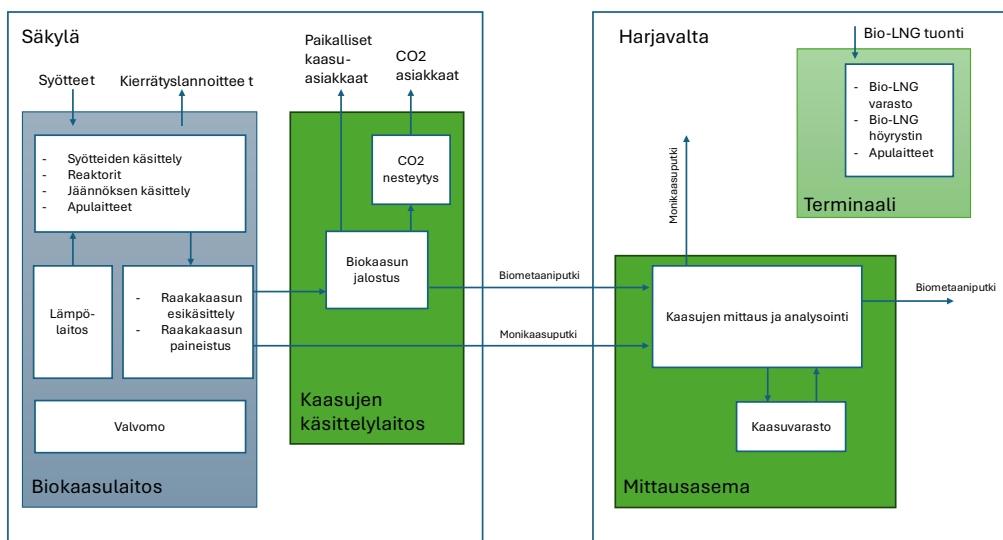 Säkylä
Syötteet
Kierrätyslannoittee t
Paikalliset
kaasu-
asiakkaat
CO2
asiakkaat
- Syötteiden käsittely
- Reaktorit
- Jäännöksen käsittely
- Apulaitteet
Lämpö-
laitos
- Raakakaasun
esikäsittely
- Raakakaasun
paineistus
Valvomo
Biokaasulaitos
CO2
nesteytys
Biokaasun
jalostus
Kaasujen
käsittelylaitos
Biometaaniputki
Monikaasuputki
Harjavalta
Bio-LNG tuonti
- Bio-LNG
varasto
- Bio-LNG
höyrystin
- Apulaitteet
Terminaali
Monikaasuputki
Kaasujen mittaus ja analysointi
Biometaaniputki
Kaasuvarasto
Mittausasema